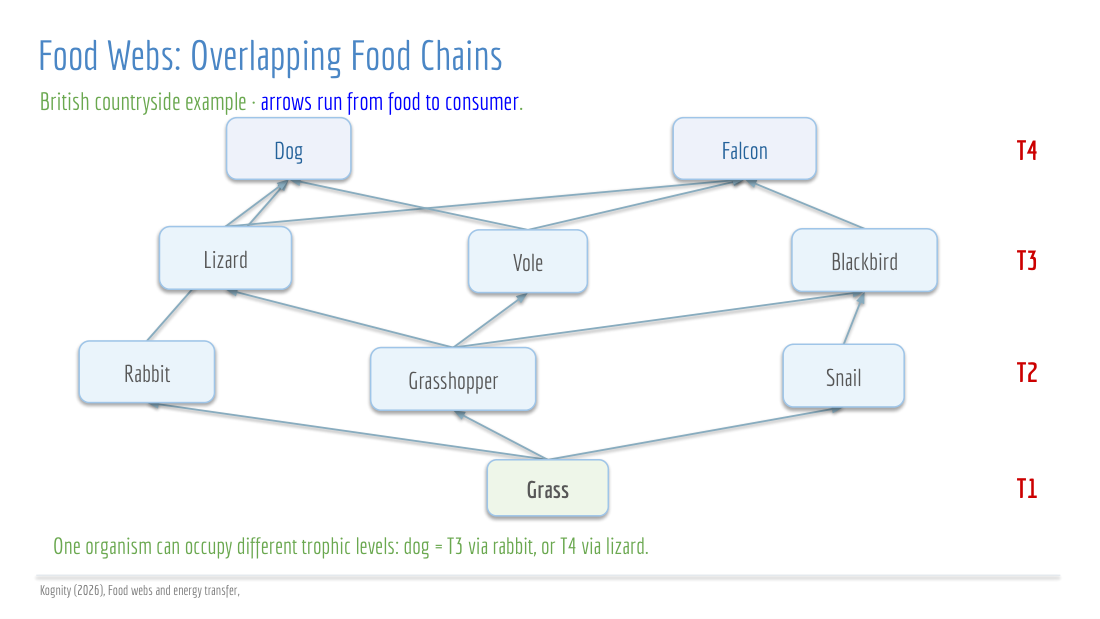 Food Webs: Overlapping Food Chains
British countryside example · arrows run from food to consumer.
Dog
Falcon
T4
Lizard
Vole
Blackbird
T3
Rabbit
Grasshopper
Snail
T2
Grass
T1
One organism can occupy different trophic levels: dog = T3 via rabbit, or T4 via lizard.
Kognity (2026), Food webs and energy transfer,